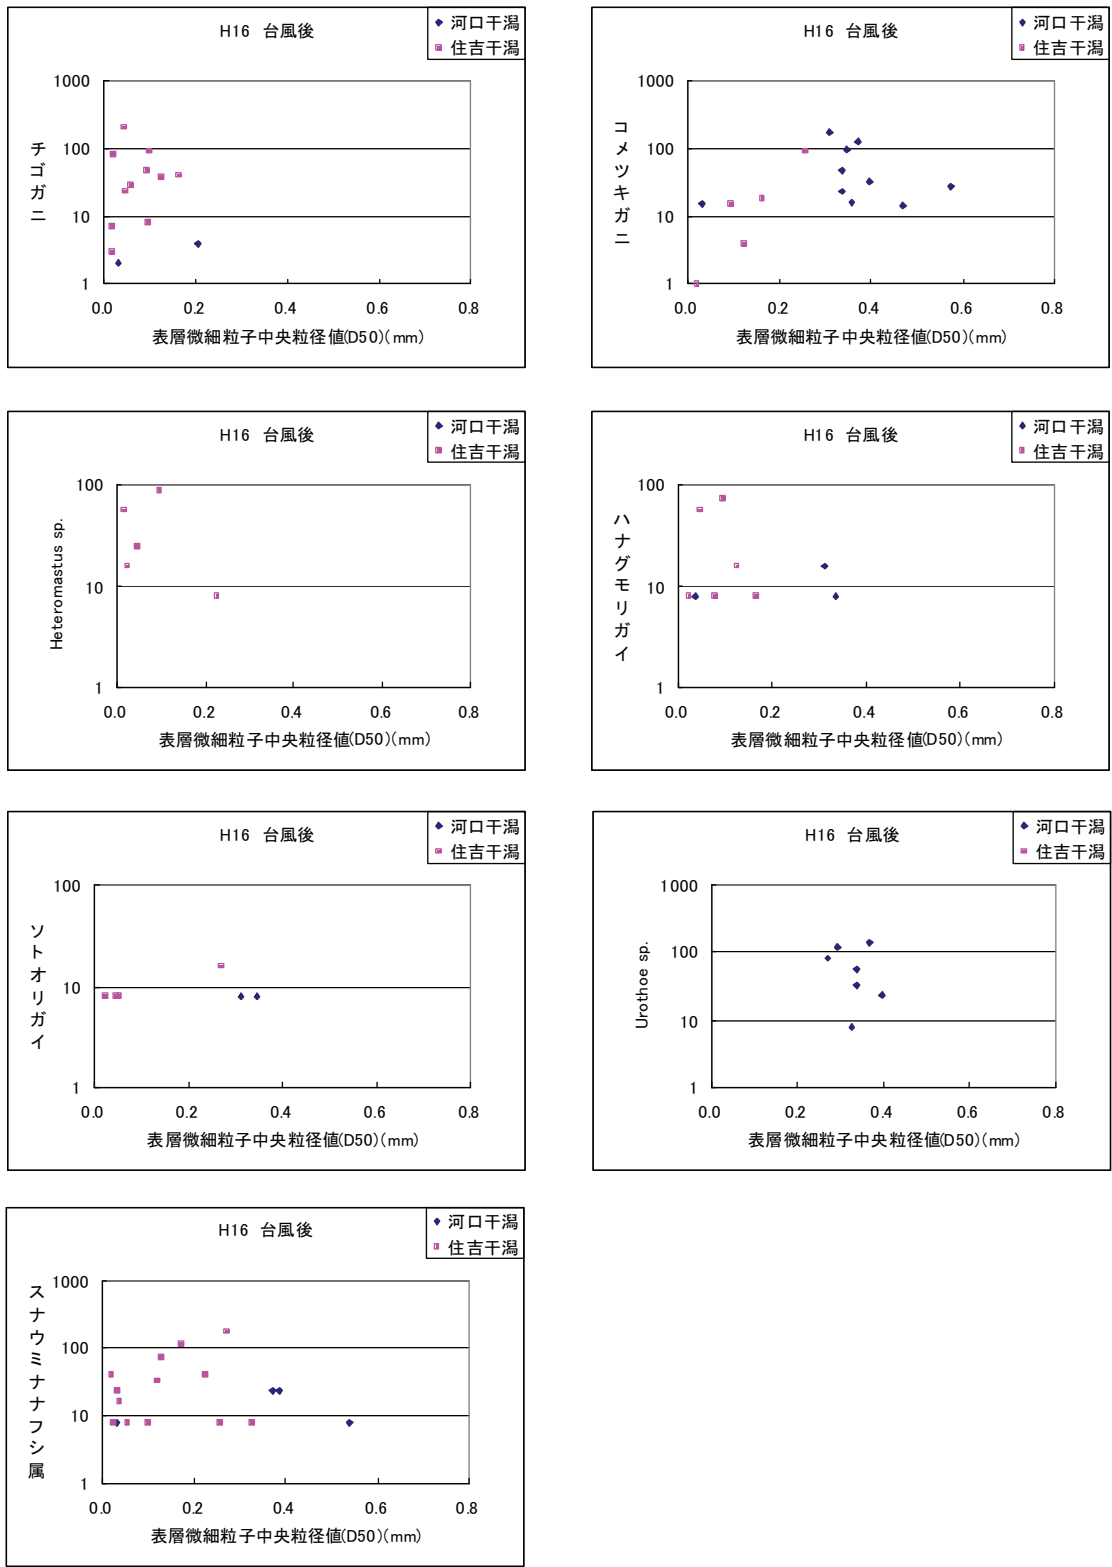 H16 台風後
河口干潟
住吉干潟
チゴガニ
1000
100
10
1
0.0 0.2 0.4 0.6 0.8
表層微細粒子中央粒径値(D50)(mm)
H16 台風後
河口干潟
住吉干潟
コメツキガニ
1000
100
10
1
0.0 0.2 0.4 0.6 0.8
表層微細粒子中央粒径値(D50)(mm)
H16 台風後
河口干潟
住吉干潟
Heteromastus sp.
100
10
1
0.0 0.2 0.4 0.6 0.8
表層微細粒子中央粒径値(D50)(mm)
H16 台風後
河口干潟
住吉干潟
ハナグモリガイ
100
10
1
0.0 0.2 0.4 0.6 0.8
表層微細粒子中央粒径値(D50)(mm)
H16 台風後
河口干潟
住吉干潟
ソトオリガイ
100
10
1
0.0 0.2 0.4 0.6 0.8
表層微細粒子中央粒径値(D50)(mm)
H16 台風後
河口干潟
住吉干潟
Urothoe sp.
1000
100
10
1
0.0 0.2 0.4 0.6 0.8
表層微細粒子中央粒径値(D50)(mm)
H16 台風後
河口干潟
住吉干潟
スナウミナナフシ属
1000
100
10
1
0.0 0.2 0.4 0.6 0.8
表層微細粒子中央粒径値(D50)(mm)